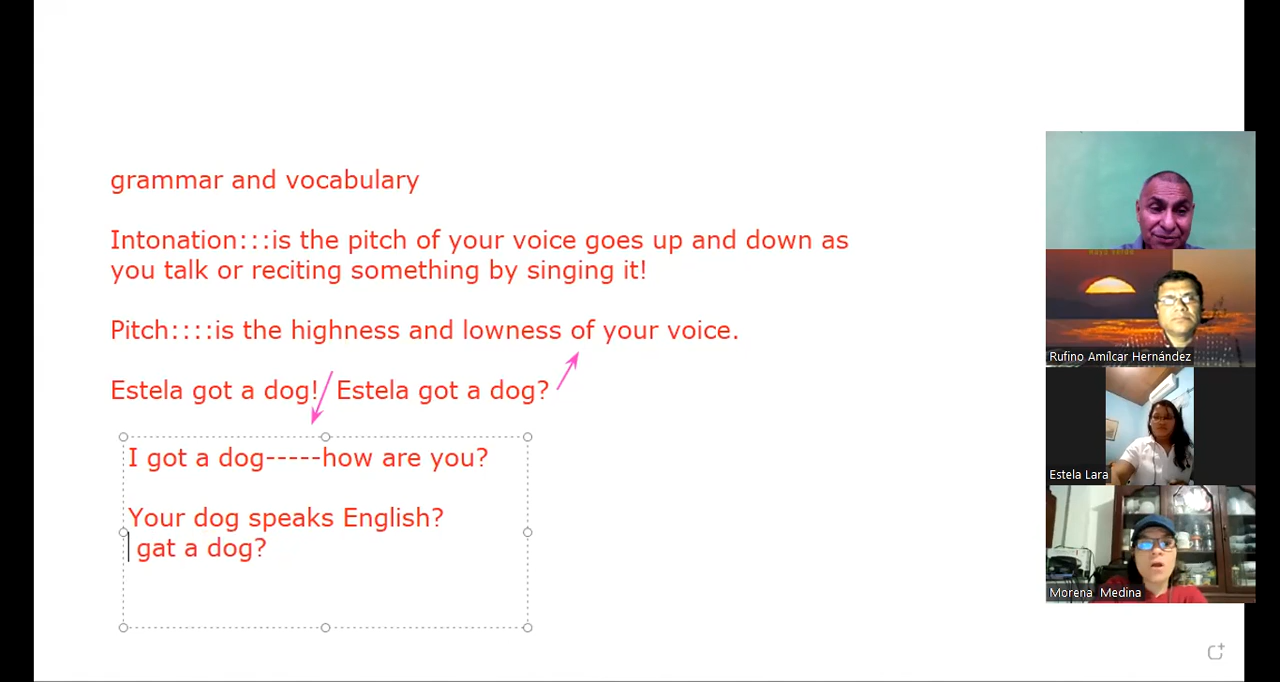 grammar and vocabulary
Intonation:::is the pitch of your voice goes up and down as
you talk or reciting something by singing it!
Pitch::::is the highness and lowness of your voice.
Estela got a dog! Estela got a dog?
I got a dog-----how are you?
Your dog speaks English?
gat a dog?
Rufino Amílcar Hernández
Estela Lara
Morena Medina